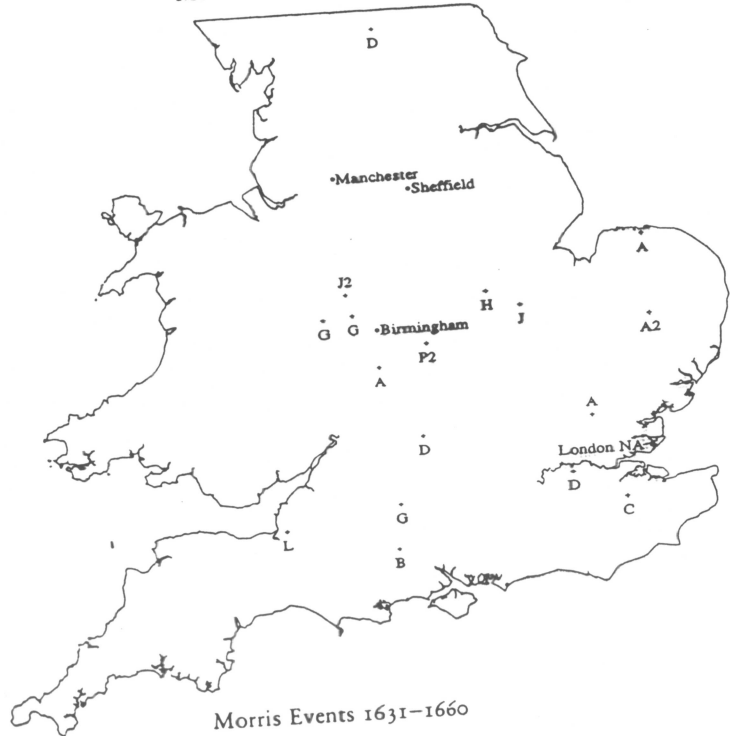 D
Manchester
Sheffield
A
J2
H
J
G
G
Birmingham
A2
P2
A
A
D
London NA
D
C
G
L
B
Morris Events 1631–1660